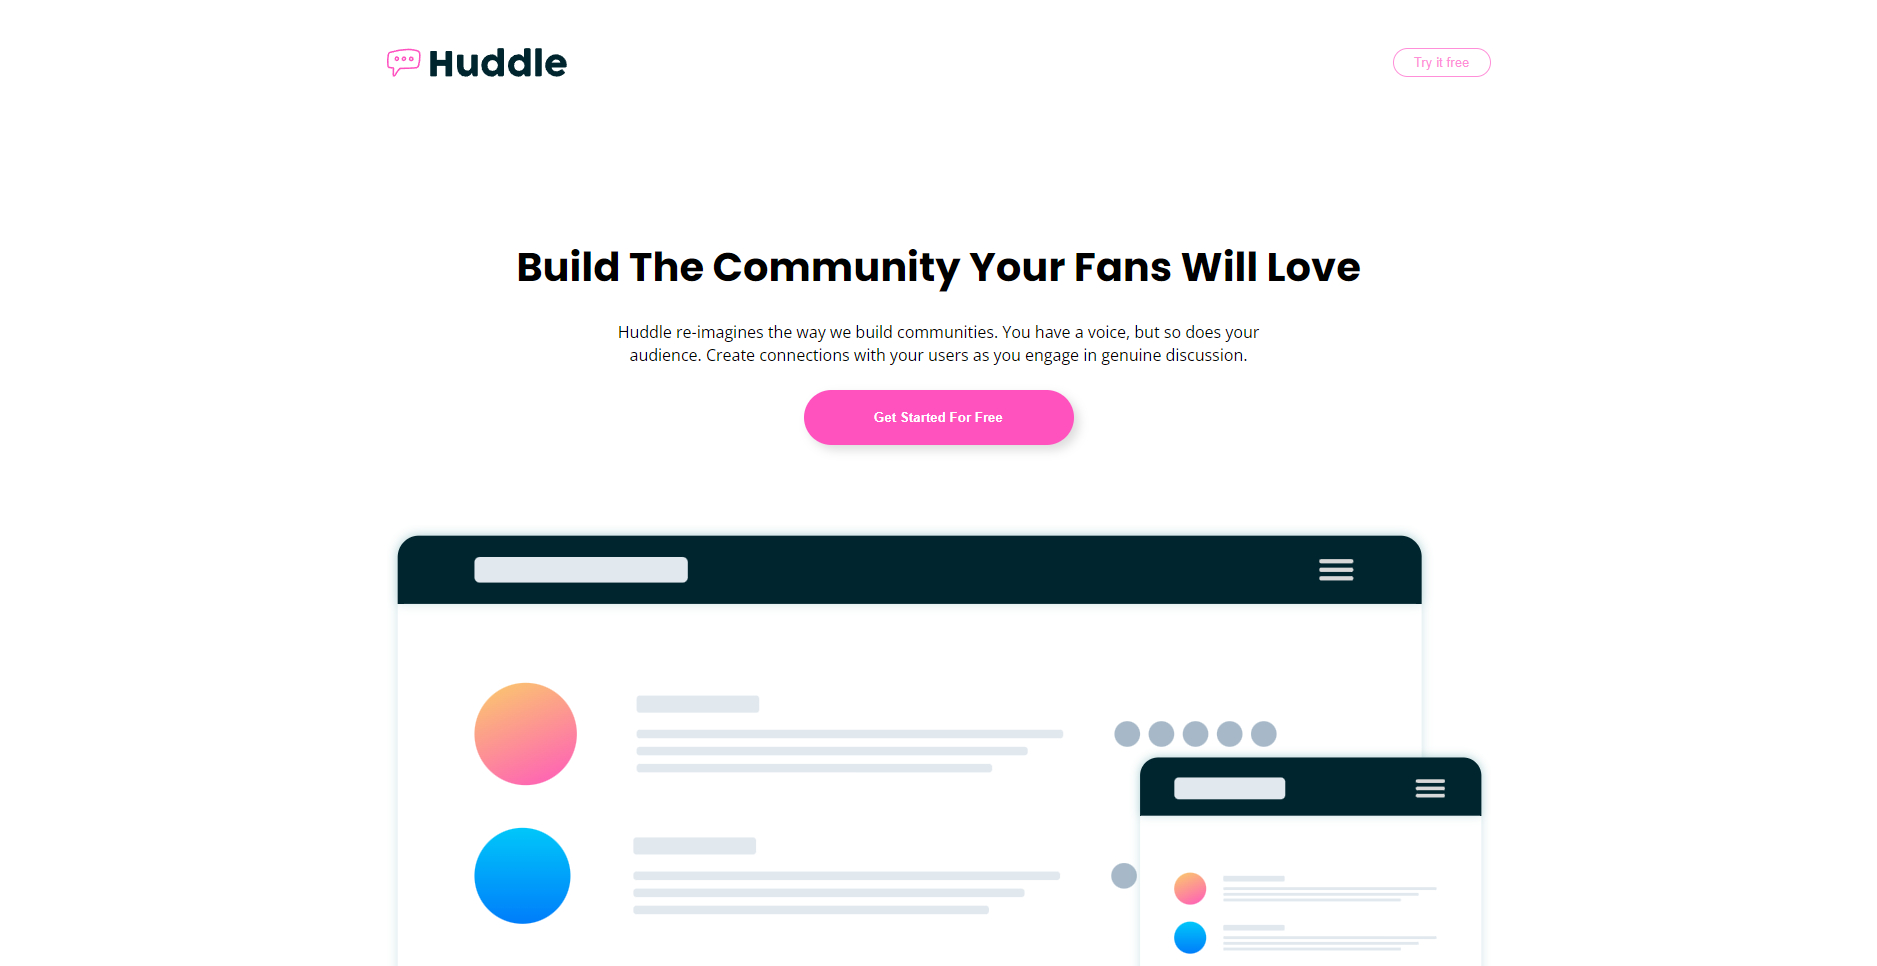 Huddle
Try it free
Build The Community Your Fans Will Love
Huddle re-imagines the way we build communities. You have a voice, but so does your
audience. Create connections with your users as you engage in genuine discussion.
Get Started For Free